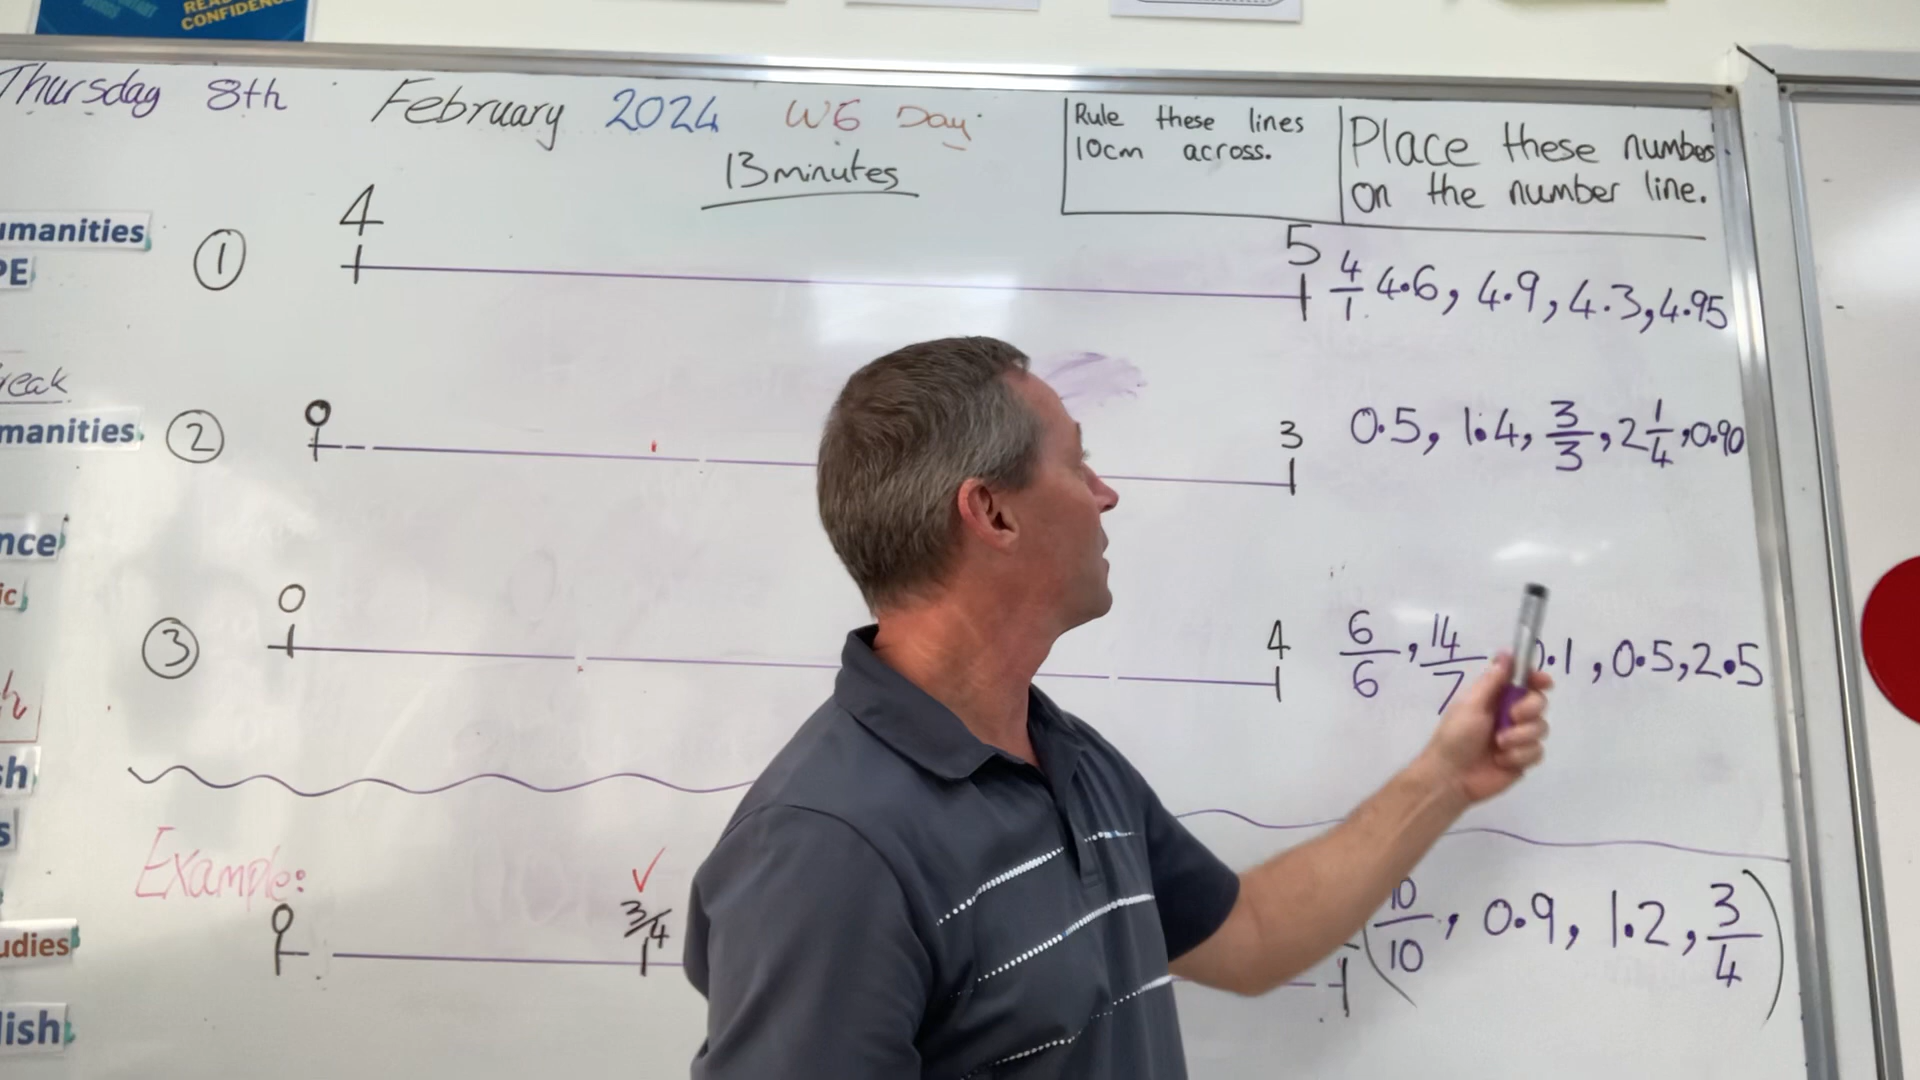 CONFIDENCE
Thursday 8th February 2024 W6 Day
13 minutes
Rule these lines
10cm across.
Place these number
on the number line.
umanities
PE
① 4 5 4/1 4.6, 4.9, 4.3, 4.95
reak
manities
② 0 3 0.5, 1.4, 3/3, 2 1/4, 0.90
nce
ic
③ 0 4 6/6, 14/7 0.1, 0.5, 2.5
h
sh
s
Example:
0 3/4 (10/10, 0.9, 1.2, 3/4)
udies
lish